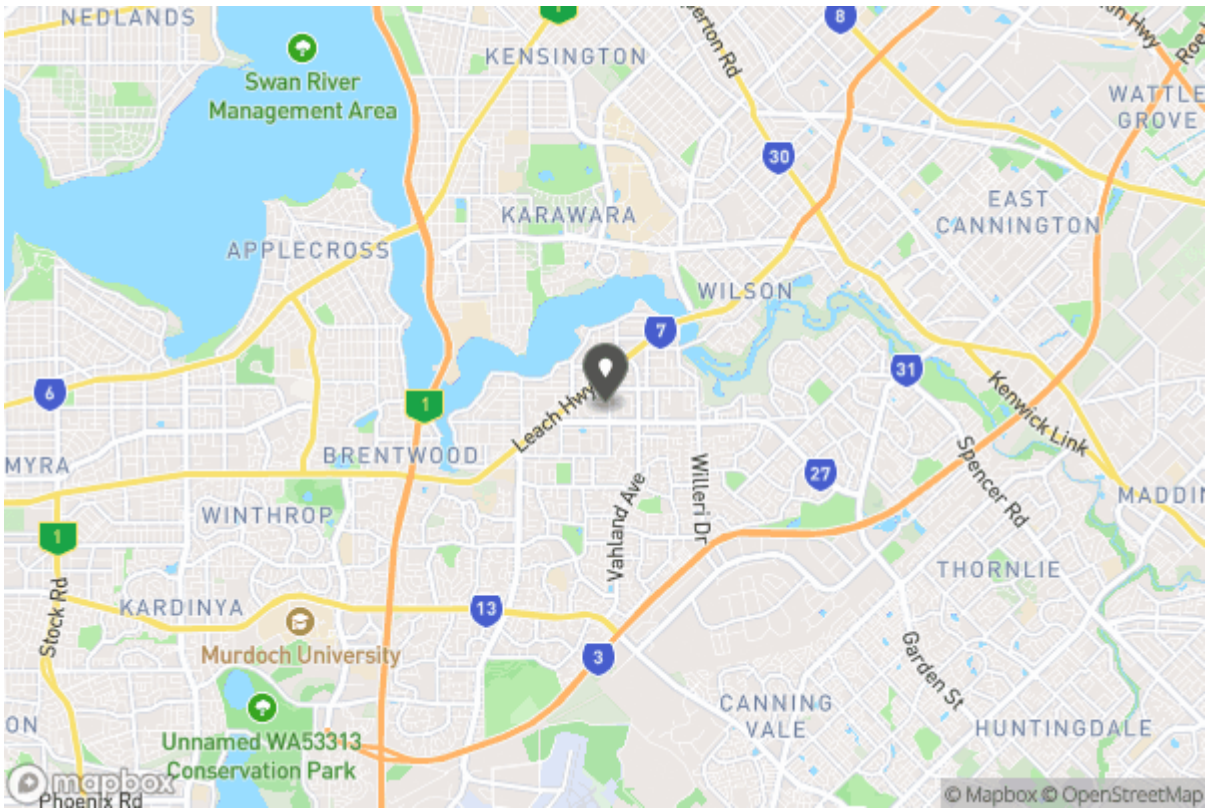 NEDLANDS
1
8
Swan River
Management Area
KENSINGTON
Roe
WATTLE
GROVE
30
KARAWARA
EAST
CANNINGTON
APPLECROSS
WILSON
7
31
6
1
Leach Hwy
Kenwick Link
MYRA
BRENTWOOD
Willeri Dr
27
Spencer Rd
MADDIN
WINTHROP
Vahland Ave
1
THORNLIE
KARDINYA
13
Stock Rd
Murdoch University
3
Garden St
CANNING
VALE
HUNTINGDALE
ON
Unnamed WA53313
Conservation Park
mapbox
Phoenix Rd
© Mapbox © OpenStreetMap